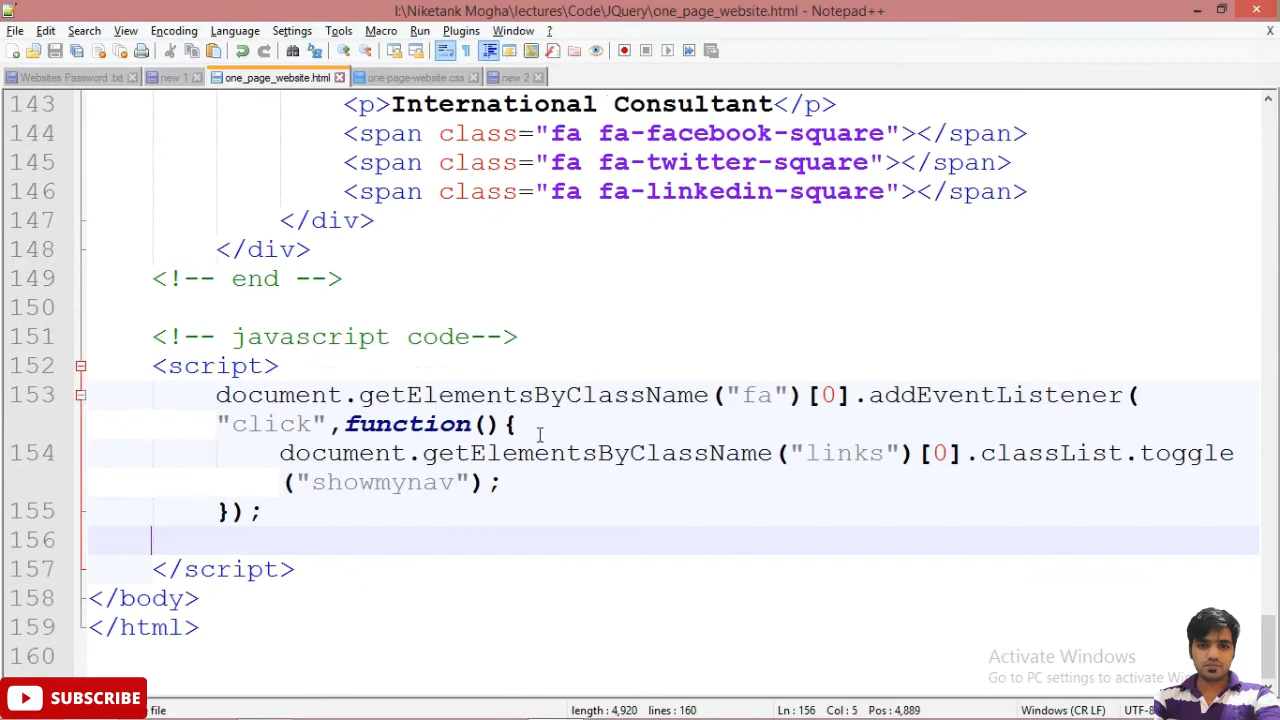 I:\Niketank Mogha\lectures\Code\JQuery\one_page_website.html - Notepad++
File Edit Search View Encoding Language Settings Tools Macro Run Plugins Window ? X
Websites Password.txt new 1 one_page_website.html one-page-website.css new 2
143 <p>International Consultant</p>
144 <span class="fa fa-facebook-square"></span>
145 <span class="fa fa-twitter-square"></span>
146 <span class="fa fa-linkedin-square"></span>
147 </div>
148 </div>
149 <!-- end -->
150
151 <!-- javascript code-->
152 <script>
153 document.getElementsByClassName("fa")[0].addEventListener(
"click",function(){
154 document.getElementsByClassName("links")[0].classList.toggle
("showmynav");
155 });
156
157 </script>
158 </body>
159 </html>
160
Activate Windows
Go to PC settings to activate
SUBSCRIBE
file length : 4,920 lines : 160 Ln : 156 Col : 5 Pos : 4,889 Windows (CR LF) UTF-8